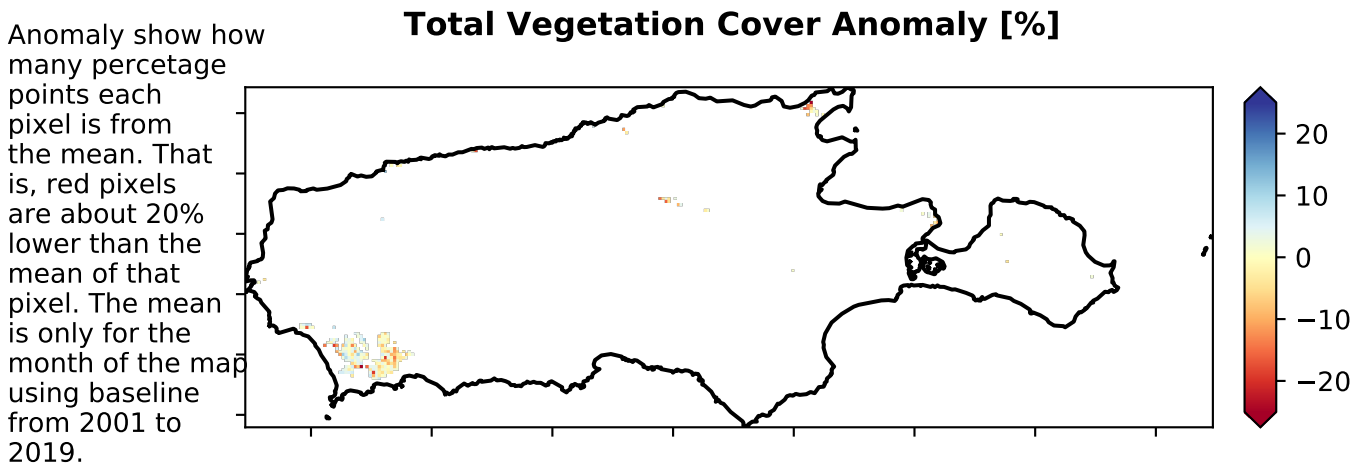 Total Vegetation Cover Anomaly [%]
Anomaly show how
many percetage
points each
pixel is from
the mean. That
is, red pixels
are about 20%
lower than the
mean of that
pixel. The mean
is only for the
month of the map
using baseline
from 2001 to
2019.
20
10
0
−10
−20